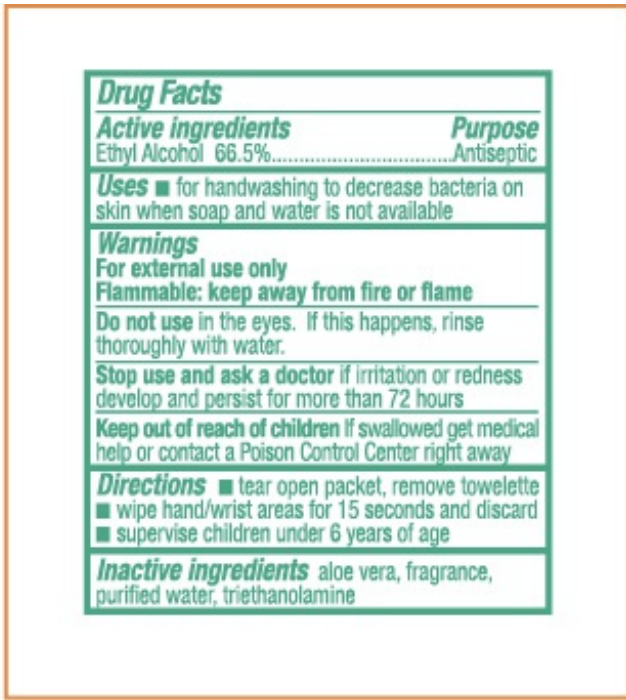 Drug Facts
Active ingredients Purpose
Ethyl Alcohol 66.5%..................................Antiseptic
Uses ■ for handwashing to decrease bacteria on
skin when soap and water is not available
Warnings
For external use only
Flammable: keep away from fire or flame
Do not use in the eyes. If this happens, rinse
thoroughly with water.
Stop use and ask a doctor if irritation or redness
develop and persist for more than 72 hours
Keep out of reach of children If swallowed get medical
help or contact a Poison Control Center right away
Directions ■ tear open packet, remove towelette
■ wipe hand/wrist areas for 15 seconds and discard
■ supervise children under 6 years of age
Inactive ingredients aloe vera, fragrance,
purified water, triethanolamine